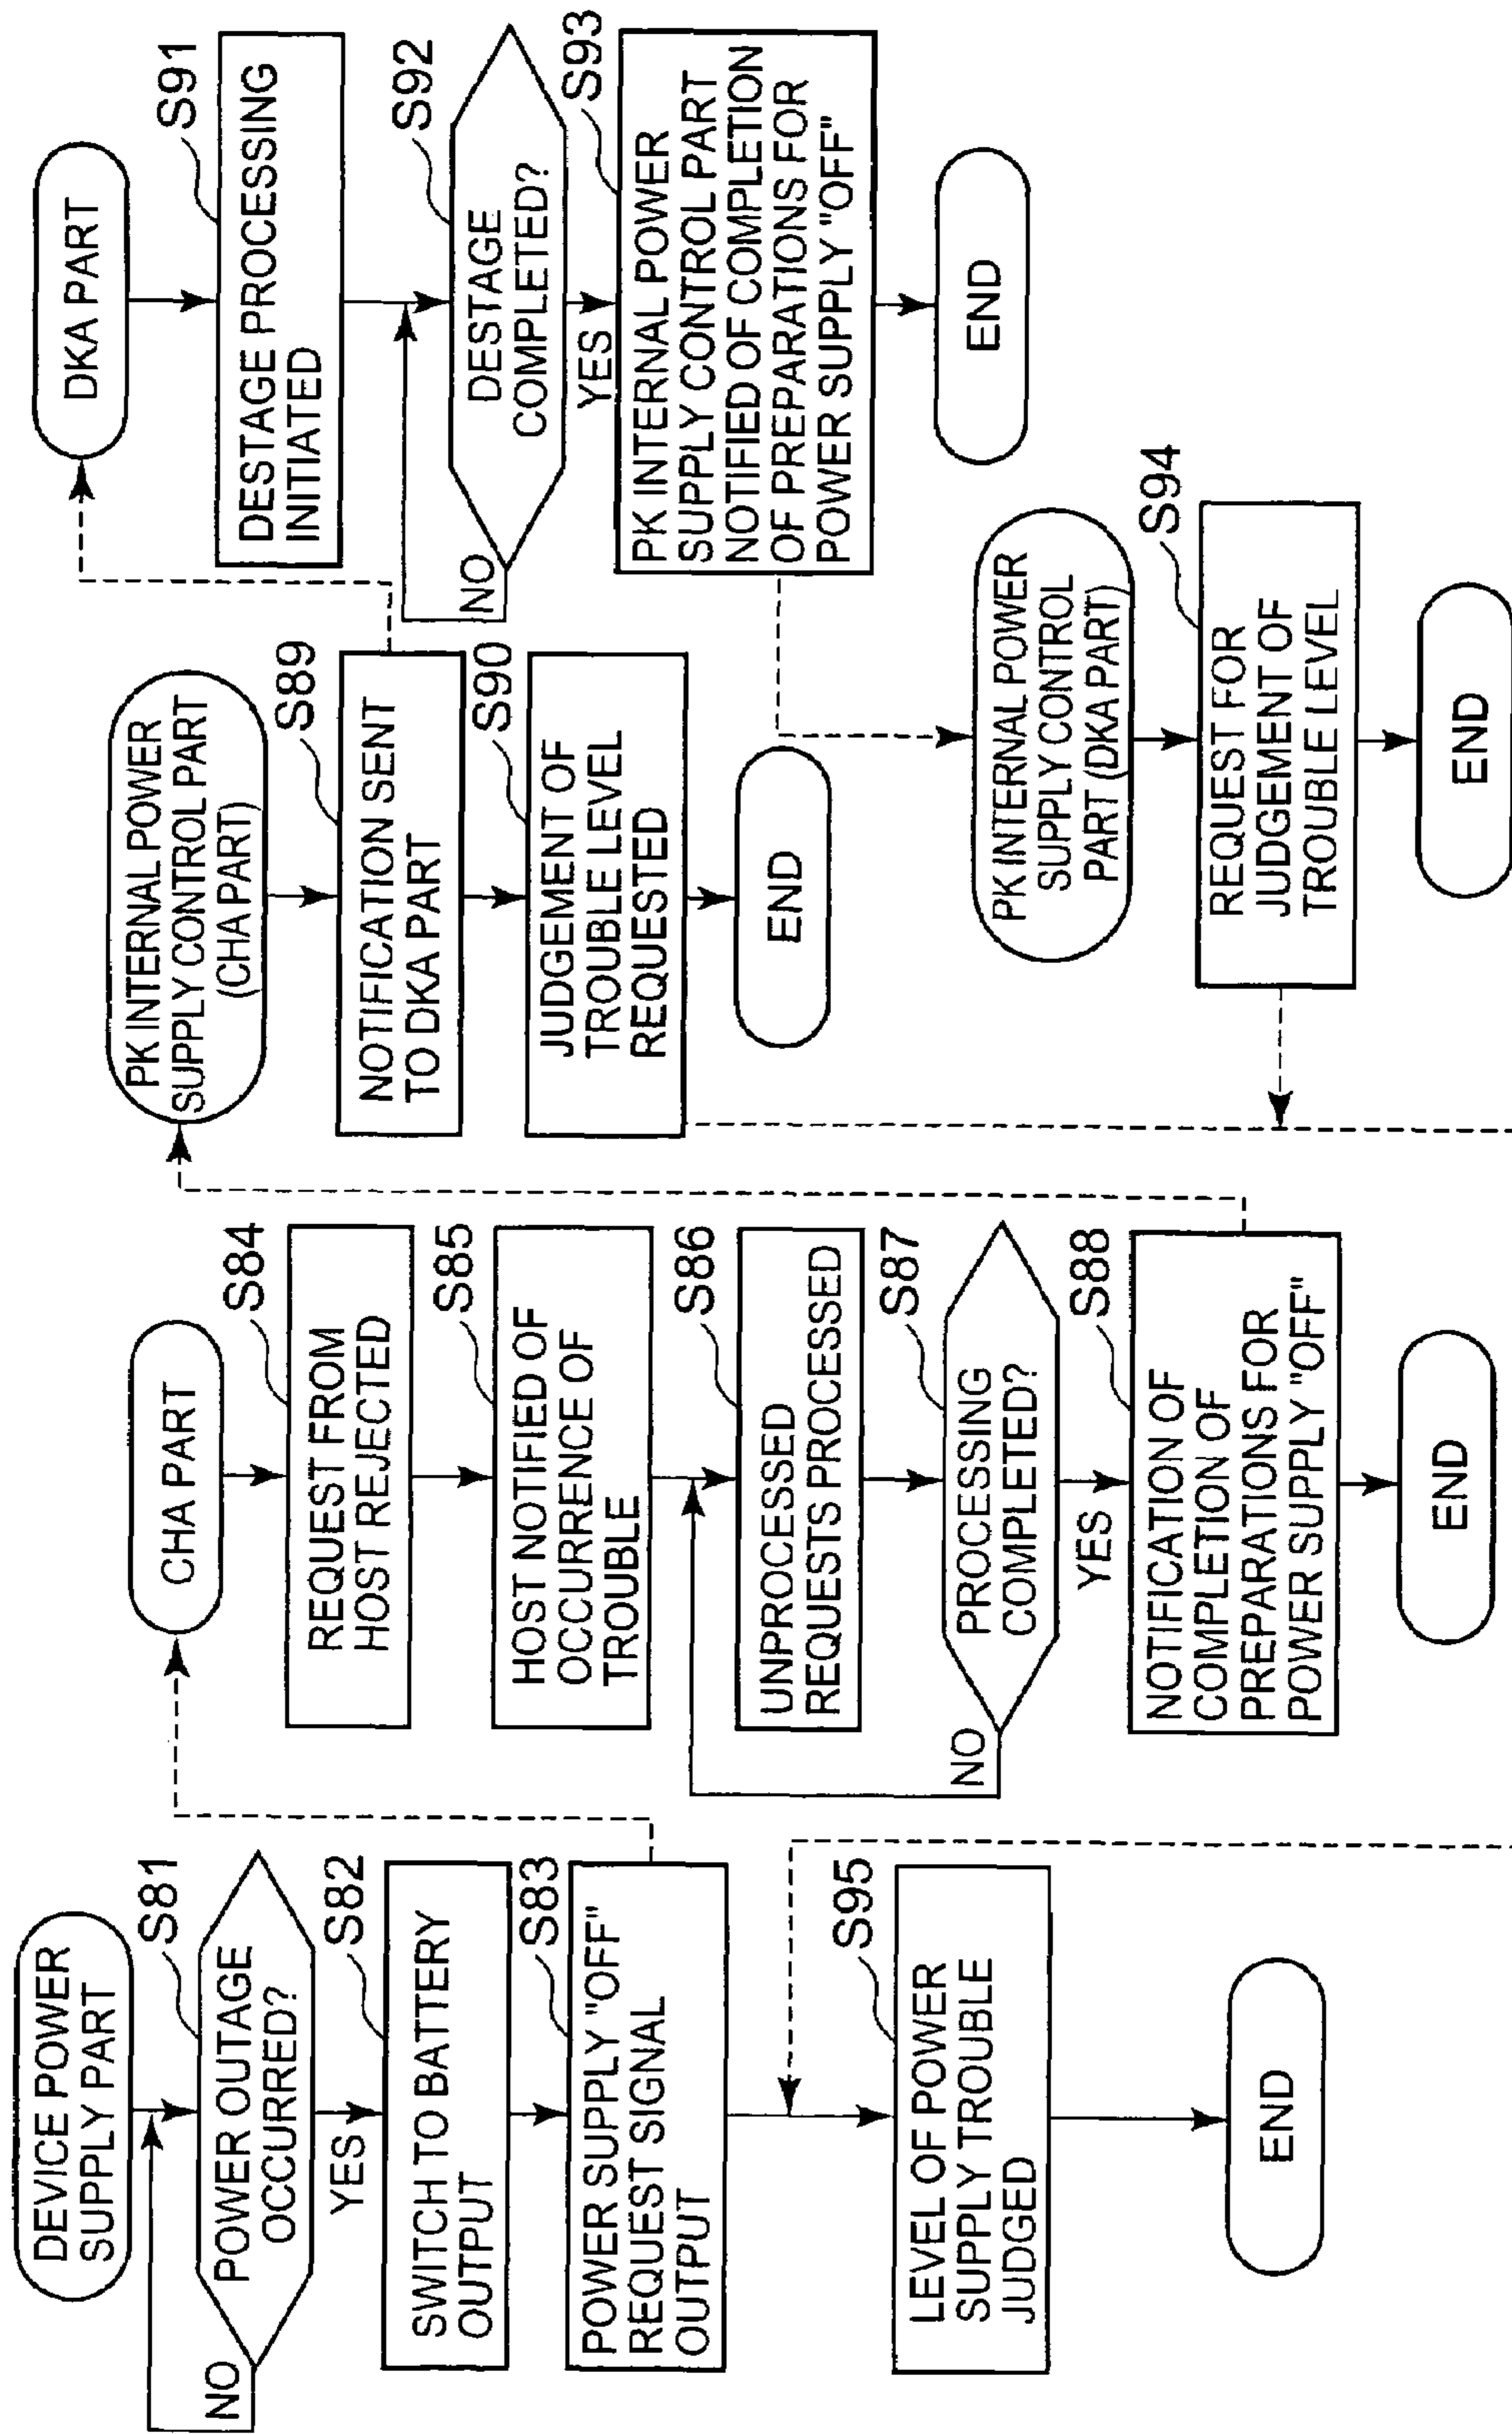 DEVICE POWER
SUPPLY PART
S81
POWER OUTAGE
OCCURRED?
NO
YES
S82
SWITCH TO BATTERY
OUTPUT
S83
POWER SUPPLY "OFF"
REQUEST SIGNAL
OUTPUT
S95
LEVEL OF POWER
SUPPLY TROUBLE
JUDGED
END
CHA PART
S84
REQUEST FROM
HOST REJECTED
S85
HOST NOTIFIED OF
OCCURRENCE OF
TROUBLE
S86
UNPROCESSED
REQUESTS PROCESSED
S87
PROCESSING
COMPLETED?
NO
YES
S88
NOTIFICATION OF
COMPLETION OF
PREPARATIONS FOR
POWER SUPPLY "OFF"
END
PK INTERNAL POWER
SUPPLY CONTROL PART
(CHA PART)
S89
NOTIFICATION SENT
TO DKA PART
S90
JUDGEMENT OF
TROUBLE LEVEL
REQUESTED
END
DKA PART
S91
DESTAGE PROCESSING
INITIATED
S92
DESTAGE
COMPLETED?
NO
YES
S93
PK INTERNAL POWER
SUPPLY CONTROL PART
NOTIFIED OF COMPLETION
OF PREPARATIONS FOR
POWER SUPPLY "OFF"
END
PK INTERNAL POWER
SUPPLY CONTROL
PART (DKA PART)
S94
REQUEST FOR
JUDGEMENT OF
TROUBLE LEVEL
END